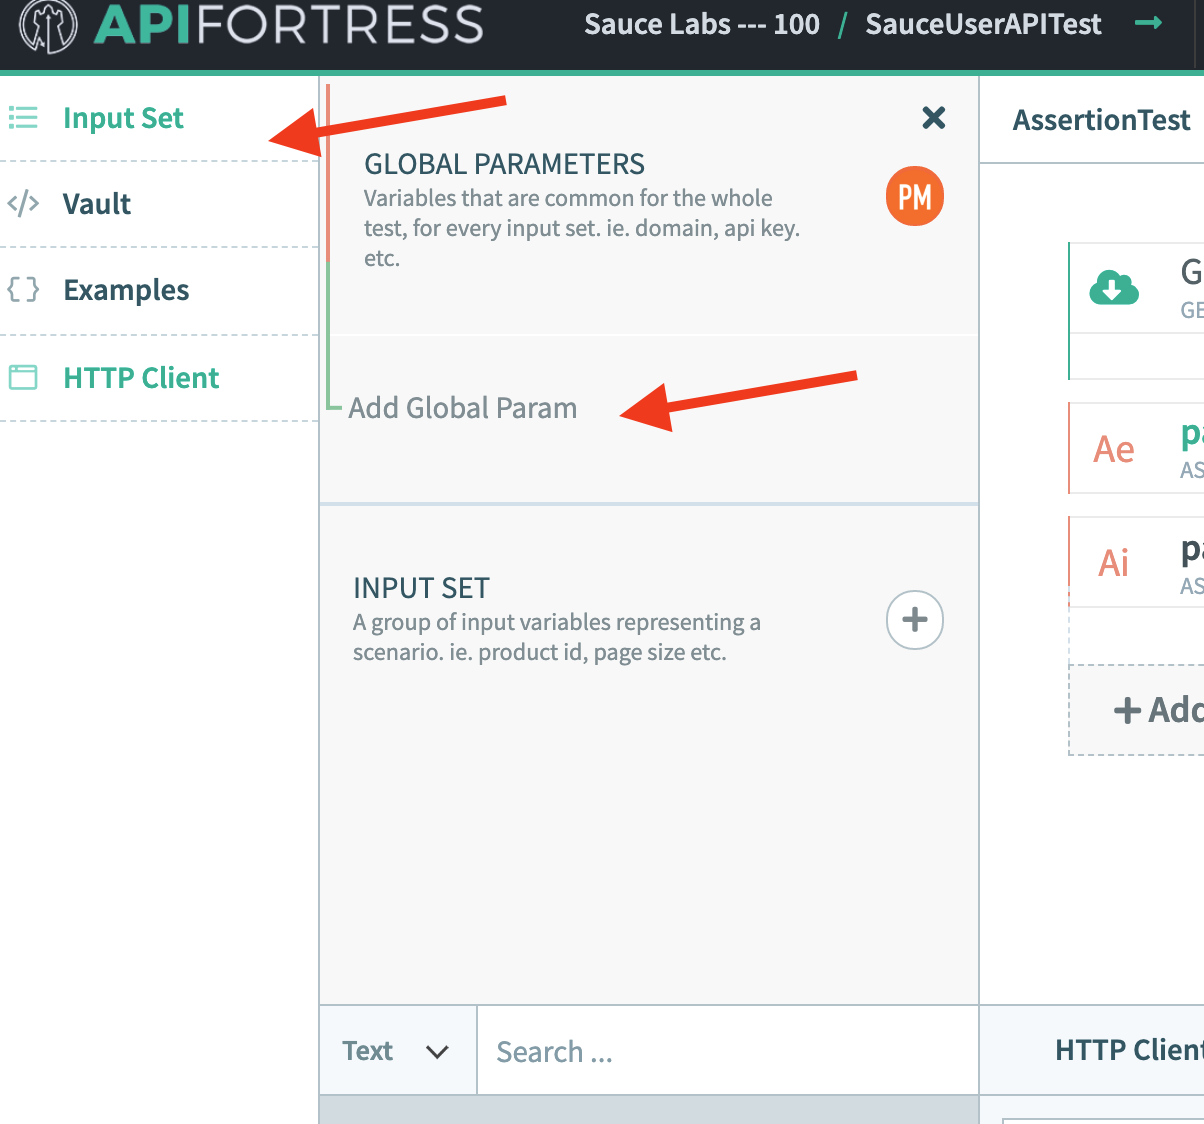 APIFORTRESS
Sauce Labs --- 100 / SauceUserAPITest
Input Set
Vault
Examples
HTTP Client
GLOBAL PARAMETERS
Variables that are common for the whole
test, for every input set. ie. domain, api key.
etc.
PM
Add Global Param
INPUT SET
A group of input variables representing a
scenario. ie. product id, page size etc.
Text
Search ...
AssertionTest
G
GE
Ae
pa
AS
Ai
pa
AS
+ Add
HTTP Client